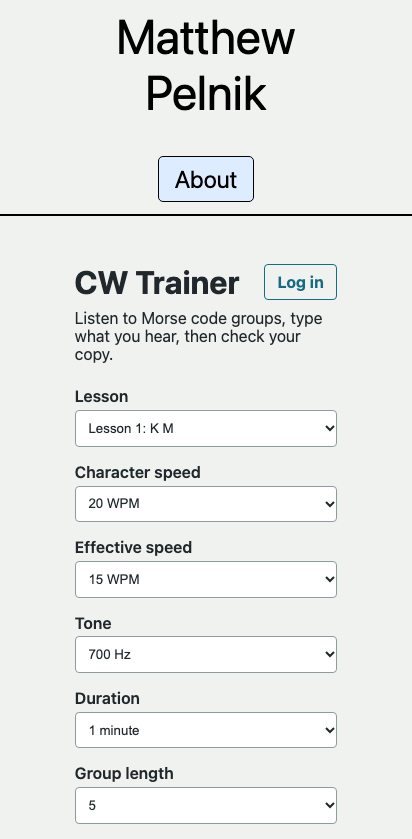 Matthew
Pelnik
About
CW Trainer
Log in
Listen to Morse code groups, type
what you hear, then check your
copy.
Lesson
Lesson 1: K M
Character speed
20 WPM
Effective speed
15 WPM
Tone
700 Hz
Duration
1 minute
Group length
5